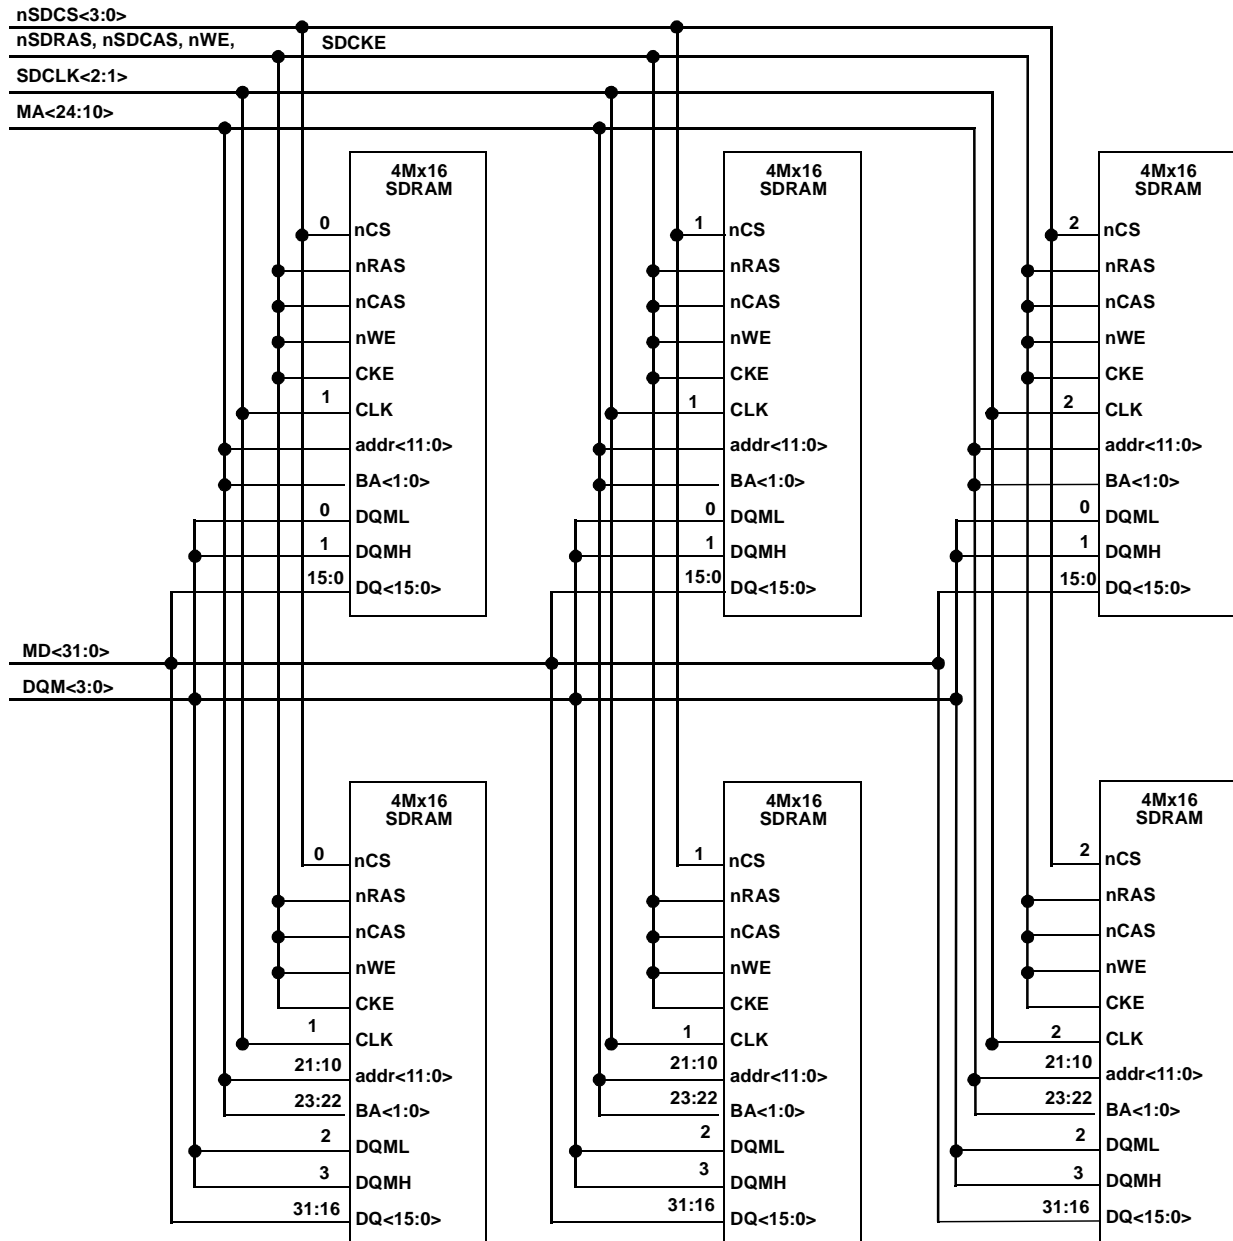 nSDCS<3:0>
nSDRAS, nSDCAS, nWE, SDCKE
SDCLK<2:1>
MA<24:10>
4Mx16
SDRAM
0 nCS
nRAS
nCAS
nWE
CKE
1 CLK
addr<11:0>
BA<1:0>
0 DQML
1 DQMH
15:0 DQ<15:0>
4Mx16
SDRAM
1 nCS
nRAS
nCAS
nWE
CKE
1 CLK
addr<11:0>
BA<1:0>
0 DQML
1 DQMH
15:0 DQ<15:0>
4Mx16
SDRAM
2 nCS
nRAS
nCAS
nWE
CKE
2 CLK
addr<11:0>
BA<1:0>
0 DQML
1 DQMH
15:0 DQ<15:0>
MD<31:0>
DQM<3:0>
4Mx16
SDRAM
0 nCS
nRAS
nCAS
nWE
CKE
1 CLK
21:10 addr<11:0>
23:22 BA<1:0>
2 DQML
3 DQMH
31:16 DQ<15:0>
4Mx16
SDRAM
1 nCS
nRAS
nCAS
nWE
CKE
1 CLK
21:10 addr<11:0>
23:22 BA<1:0>
2 DQML
3 DQMH
31:16 DQ<15:0>
4Mx16
SDRAM
2 nCS
nRAS
nCAS
nWE
CKE
2 CLK
21:10 addr<11:0>
23:22 BA<1:0>
2 DQML
3 DQMH
31:16 DQ<15:0>